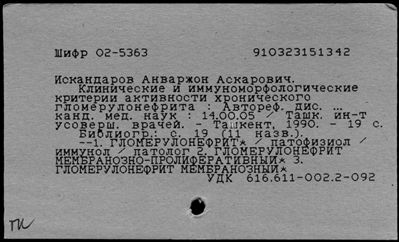 Шифр 02-5363 910323151342
Искандаров Анваржон Аскарович.
Клинические и иммуноморфологические
критерии активности хронического
гломерулонефрита : Автореф. дис. ...
канд. мед. наук : 14.00.05 / Ташк. ин-т
усоверш. врачей. - Ташкент, 1990. - 19 с.
Библиогр.: с. 19 (11 назв.).
--1. ГЛОМЕРУЛОНЕФРИТ* / патофизиол /
иммунол / патолог 2. ГЛОМЕРУЛОНЕФРИТ
МЕМБРАНОЗНО-ПРОЛИФЕРАТИВНЫЙ* 3.
ГЛОМЕРУЛОНЕФРИТ МЕМБРАНОЗНЫЙ*
УДК 616.611-002.2-092